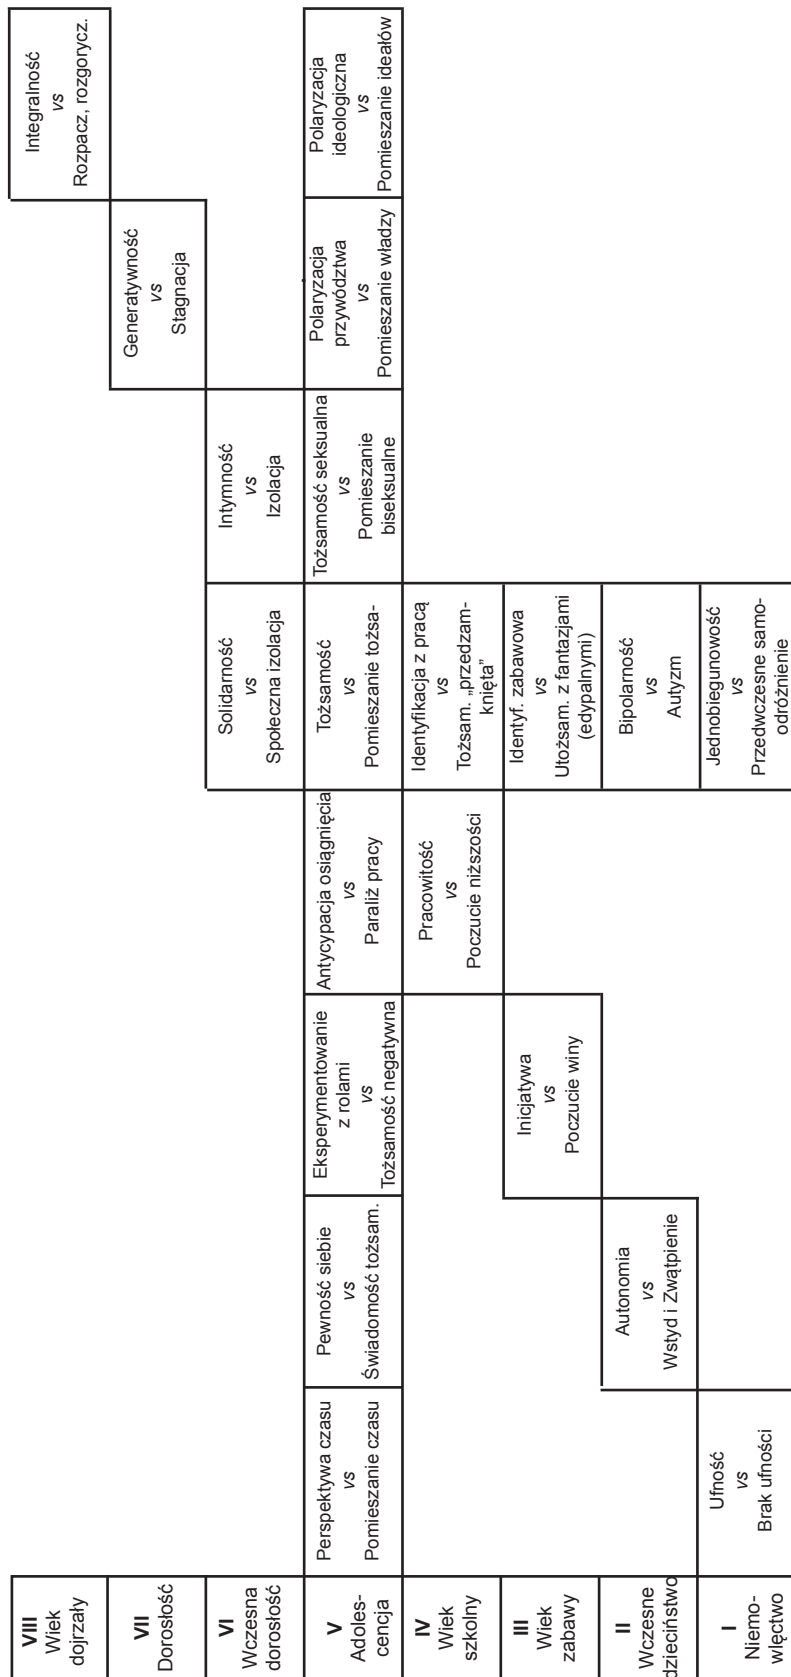 VIII
Wiek
dojrzały
Integralność
vs
Rozpacz, rozgorycz.
VII
Dorosłość
Generatywność
vs
Stagnacja
VI
Wczesna
dorosłość
Solidarność
vs
Społeczna izolacja
Intymność
vs
Izolacja
V
Adoles-
cencja
Perspektywa czasu
vs
Pomieszanie czasu
Pewność siebie
vs
Świadomość tożsam.
Eksperymentowanie
z rolami
vs
Tożsamość negatywna
Antycypacja osiągnięcia
vs
Paraliż pracy
Tożsamość
vs
Pomieszanie tożsa-
Tożsamość seksualna
vs
Pomieszanie
biseksualne
Polaryzacja
przywództwa
vs
Pomieszanie władzy
Polaryzacja
ideologiczna
vs
Pomieszanie ideałów
IV
Wiek
szkolny
Pracowitość
vs
Poczucie niższości
Identyfikacja z pracą
vs
Tożsam. „przedzam-
knięta”
III
Wiek
zabawy
Inicjatywa
vs
Poczucie winy
Identyf. zabawowa
vs
Utożsam. z fantazjami
(edypalnymi)
II
Wczesne
dzieciństwo
Autonomia
vs
Wstyd i Zwątpienie
Bipolarność
vs
Autyzm
I
Niemo-
wlęctwo
Ufność
vs
Brak ufności
Jednobiegunowość
vs
Przedwczesne samo-
odróżnienie